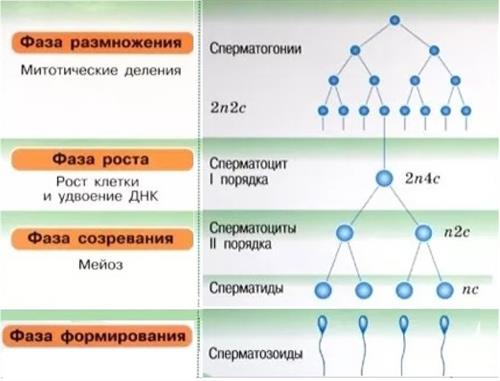 Фаза размножения
Митотические деления
Сперматогонии
2n2c
Фаза роста
Рост клетки
и удвоение ДНК
Сперматоцит
I порядка
2n4c
Фаза созревания
Мейоз
Сперматоциты
II порядка
n2c
Сперматиды
nc
Фаза формирования
Сперматозоиды